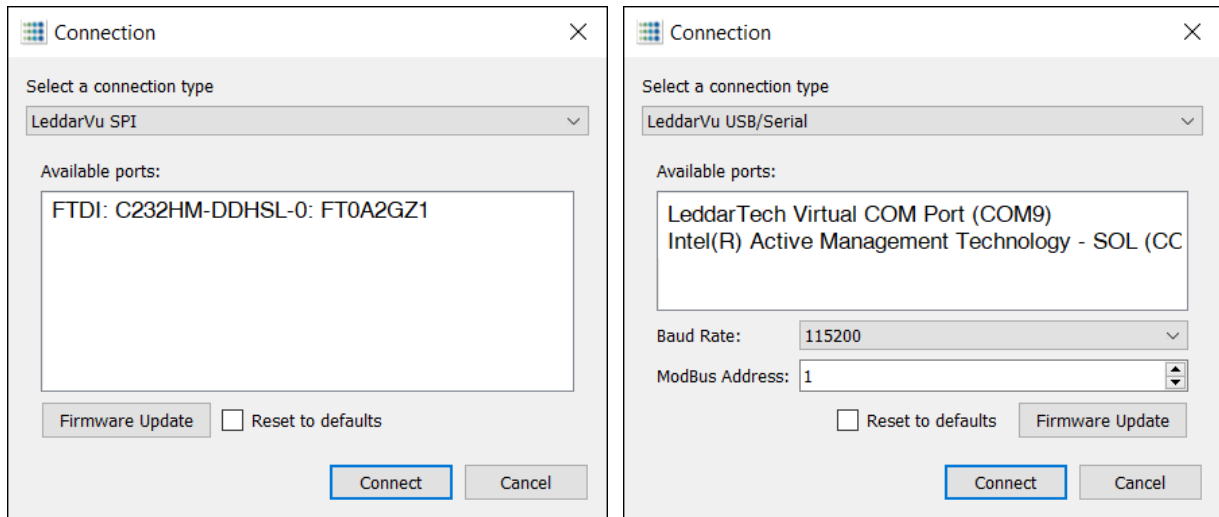 Connection
Select a connection type
LeddarVu SPI
Available ports:
FTDI: C232HM-DDHSL-0: FT0A2GZ1
Firmware Update
Reset to defaults
Connect
Cancel
Connection
Select a connection type
LeddarVu USB/Serial
Available ports:
LeddarTech Virtual COM Port (COM9)
Intel(R) Active Management Technology - SOL (CC
Baud Rate:
115200
ModBus Address:
1
Reset to defaults
Firmware Update
Connect
Cancel